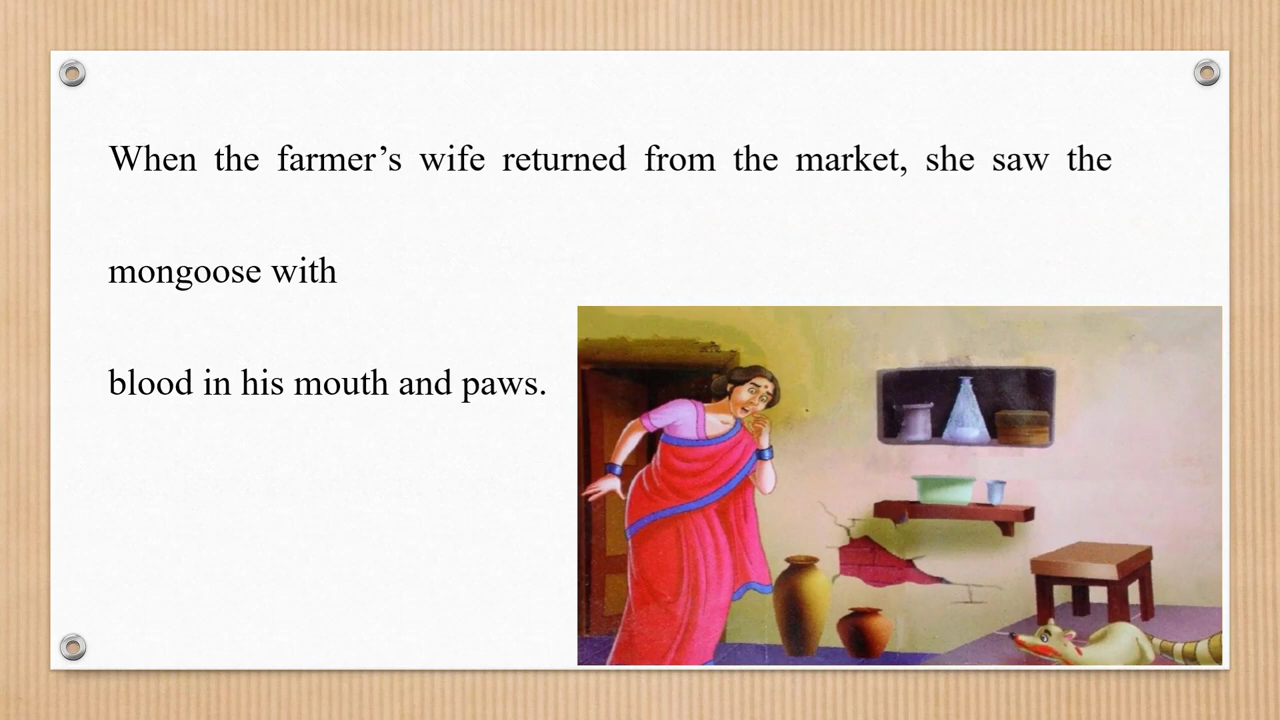 When the farmer’s wife returned from the market, she saw the
mongoose with
blood in his mouth and paws.